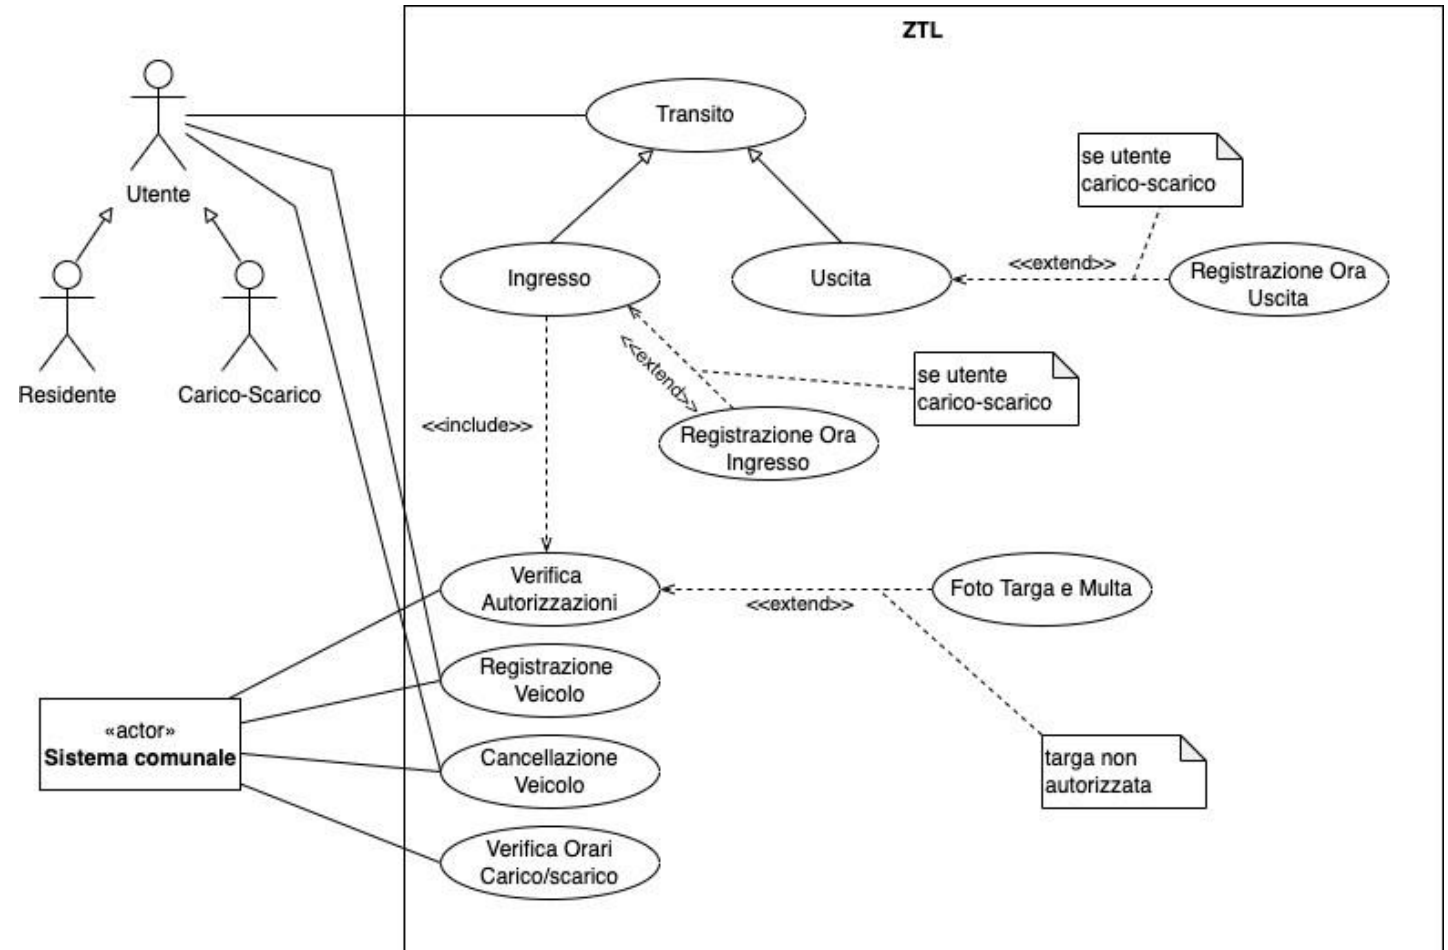 ZTL
Transito
se utente
carico-scarico
Utente
Ingresso
Uscita
<<extend>>
Registrazione Ora
Uscita
<<extend>>
se utente
carico-scarico
Residente
Carico-Scarico
<<include>>
Registrazione Ora
Ingresso
Verifica
Autorizzazioni
<<extend>>
Foto Targa e Multa
Registrazione
Veicolo
«actor»
Sistema comunale
Cancellazione
Veicolo
targa non
autorizzata
Verifica Orari
Carico/scarico